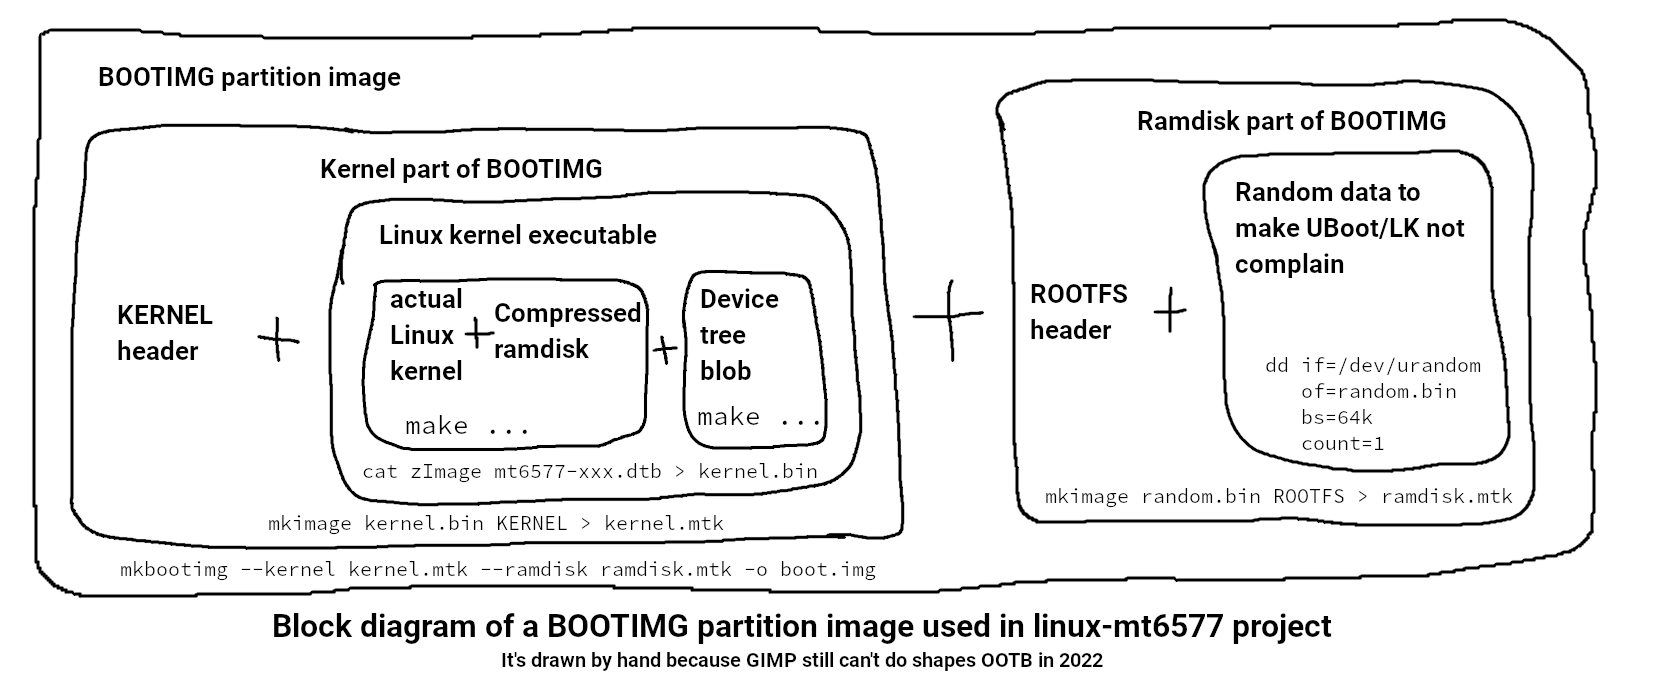 BOOTIMG partition image
Kernel part of BOOTIMG
Linux kernel executable
KERNEL
header
actual
Linux
kernel
Compressed
ramdisk
make ...
Device
tree
blob
make ...
cat zImage mt6577-xxx.dtb > kernel.bin
mkimage kernel.bin KERNEL > kernel.mtk
Ramdisk part of BOOTIMG
ROOTFS
header
Random data to
make UBoot/LK not
complain
dd if=/dev/urandom
of=random.bin
bs=64k
count=1
mkimage random.bin ROOTFS > ramdisk.mtk
mkbootimg --kernel kernel.mtk --ramdisk ramdisk.mtk -o boot.img
Block diagram of a BOOTIMG partition image used in linux-mt6577 project
It's drawn by hand because GIMP still can't do shapes OOTB in 2022